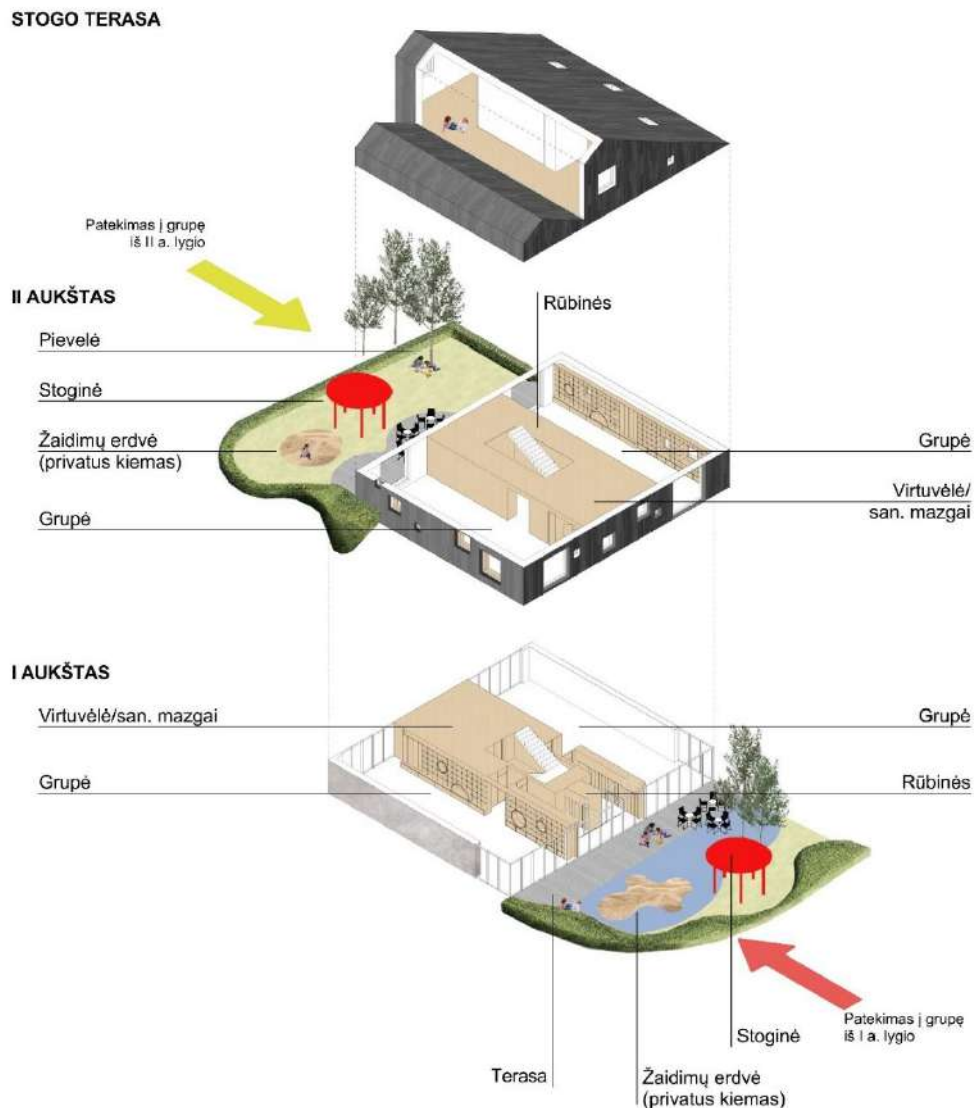 STOGO TERASA
Patekimas į grupę
iš II a. lygio
II AUKŠTAS
Rūbinės
Pievelė
Stoginė
Žaidimų erdvė
(privatus kiemas)
Grupė
Grupė
Virtuvėlė/
san. mazgai
I AUKŠTAS
Virtuvėlė/san. mazgai
Grupė
Grupė
Rūbinės
Patekimas į grupę
iš I a. lygio
Stoginė
Terasa
Žaidimų erdvė
(privatus kiemas)